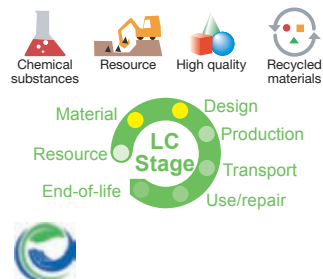 Chemical
substances
Resource
High quality
Recycled
materials
Material
Design
Production
Resource
LC
Stage
Transport
End-of-life
Use/repair